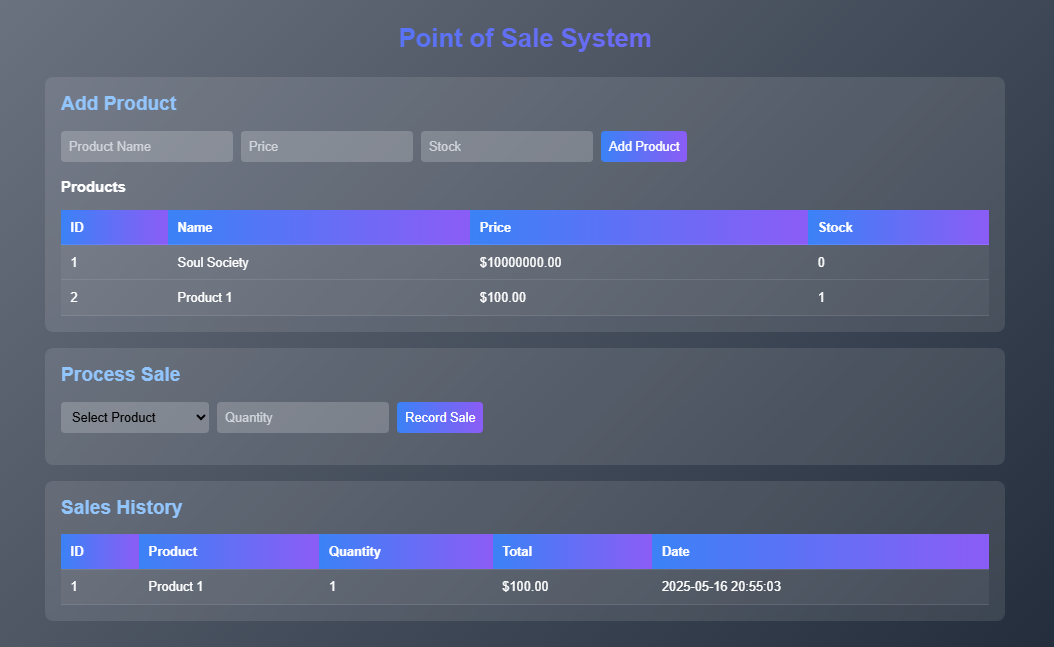 Point of Sale System
Add Product
Product Name Price Stock Add Product
Products
ID Name Price Stock
1 Soul Society $10000000.00 0
2 Product 1 $100.00 1
Process Sale
Select Product Quantity Record Sale
Sales History
ID Product Quantity Total Date
1 Product 1 1 $100.00 2025-05-16 20:55:03